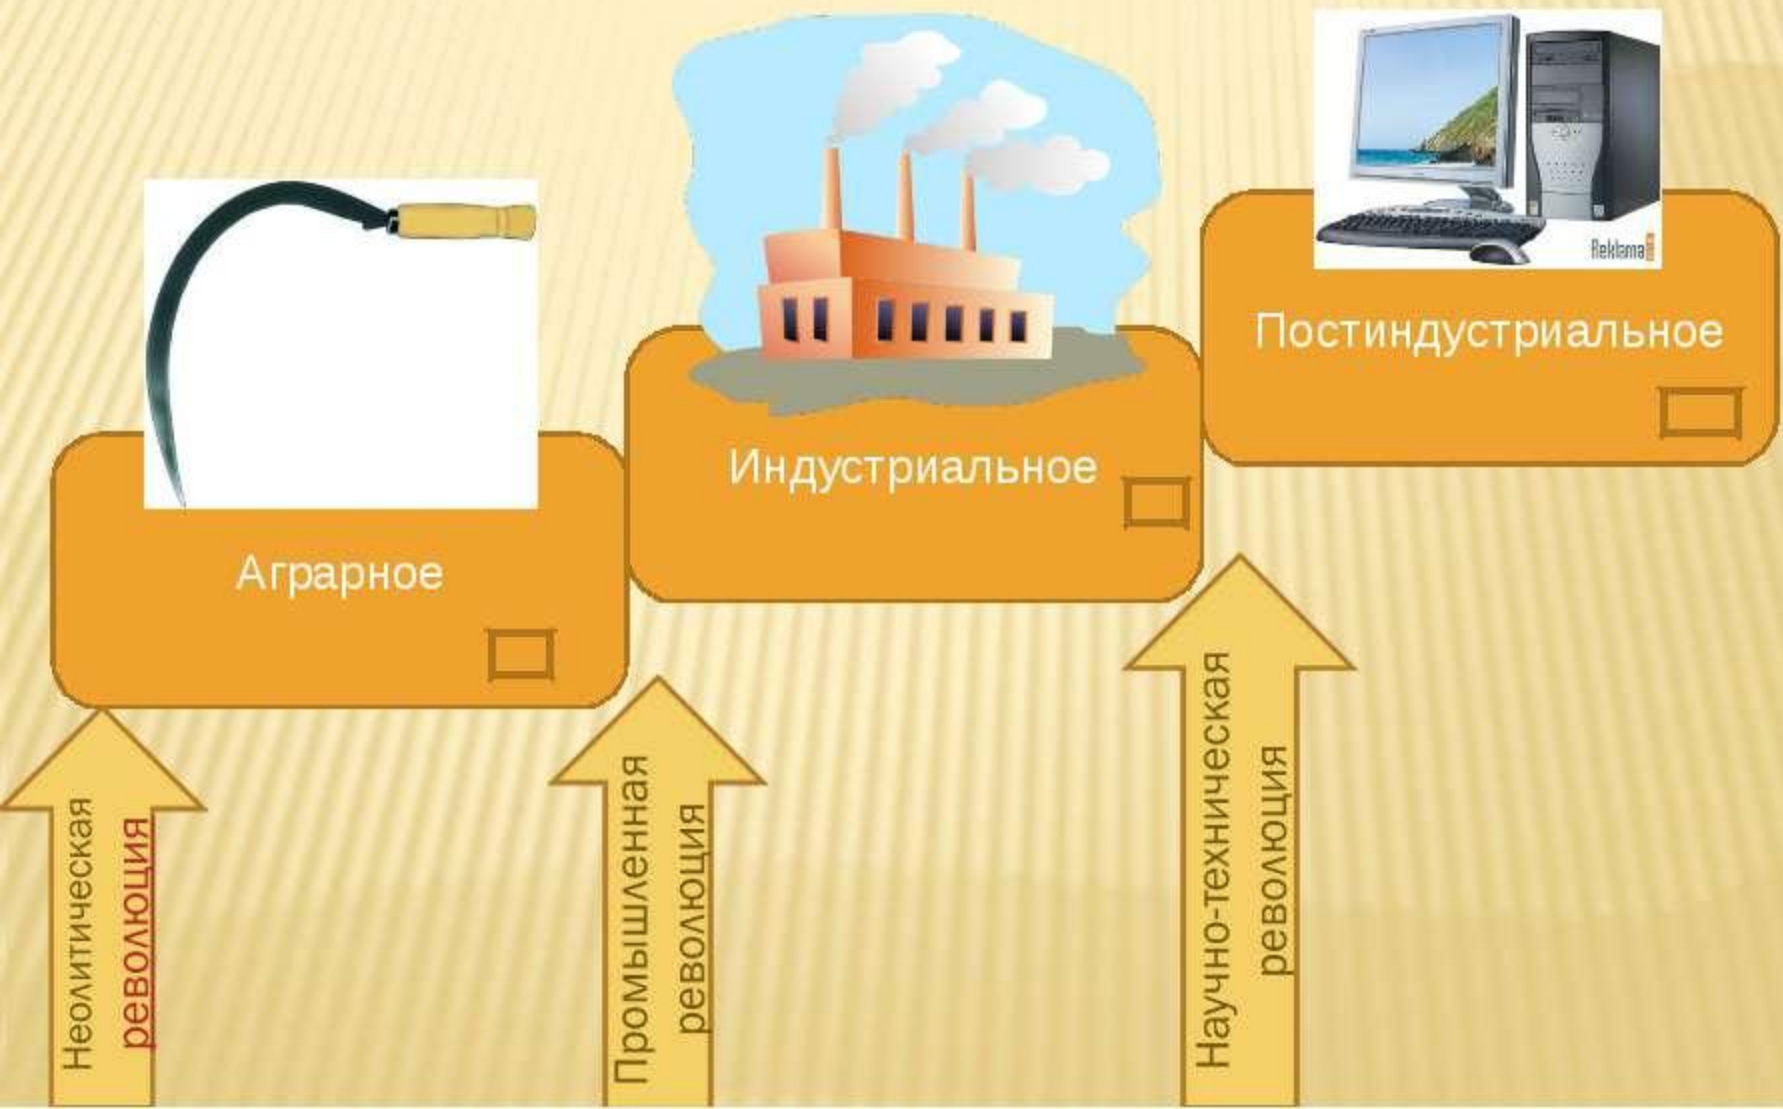 Reklama
Постиндустриальное
Индустриальное
Аграрное
Неолитическая
революция
Промышленная
революция
Научно-техническая
революция